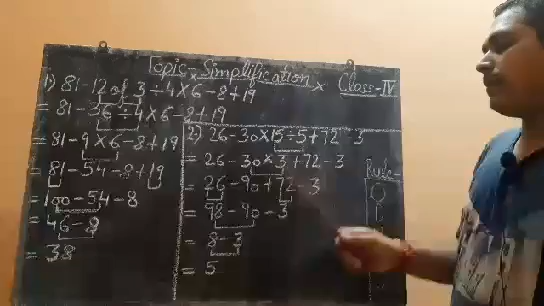 Topic - Simplification
Class - IV
1) 81-12 of 3 ÷ 4 × 6 - 8 + 19
= 81 - 36 ÷ 4 × 6 - 8 + 19
= 81 - 9 × 6 - 8 + 19
= 81 - 54 - 8 + 19
= 100 - 54 - 8
= 46 - 8
= 38
2) 26 - 30 × 15 ÷ 5 + 72 - 3
= 26 - 30 × 3 + 72 - 3
= 26 - 90 + 72 - 3
= 98 - 90 - 3
= 8 - 3
= 5
Rule-
O